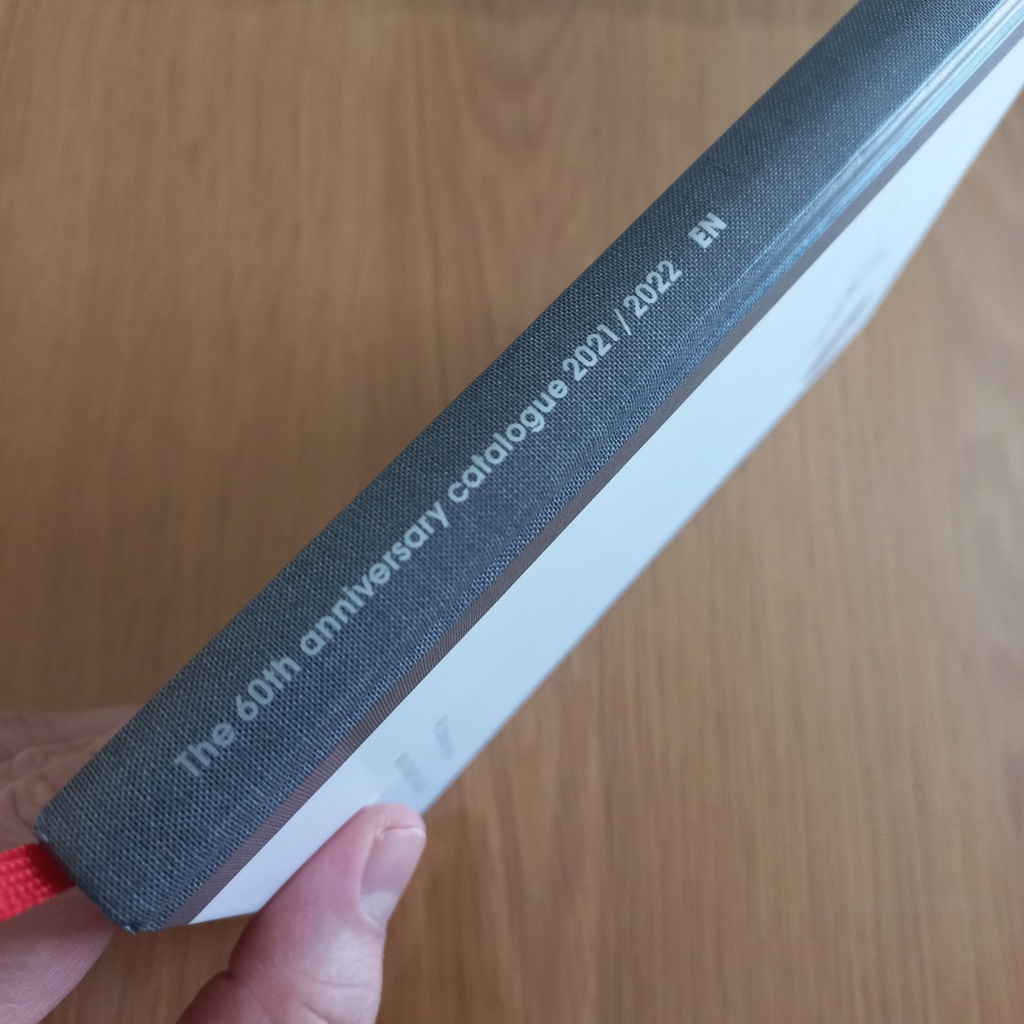 The 60th anniversary catalogue 2021 / 2022 EN